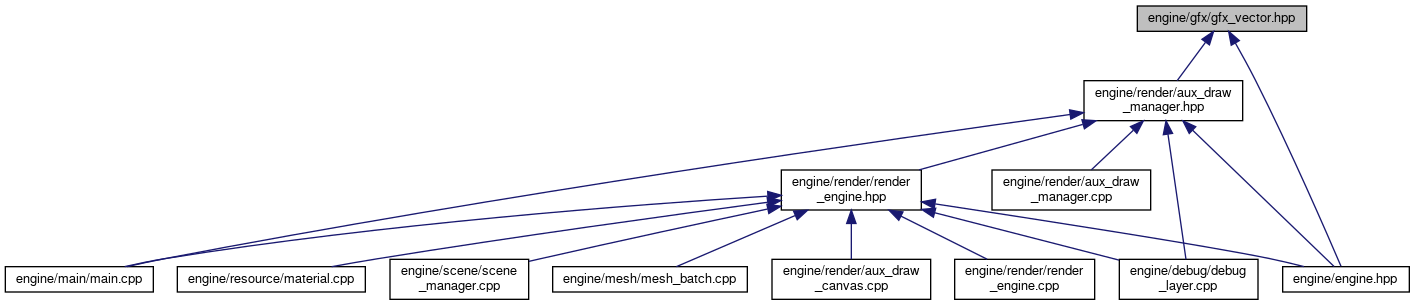 engine/gfx/gfx_vector.hpp
engine/render/aux_draw
_manager.hpp
engine/render/render
_engine.hpp
engine/render/aux_draw
_manager.cpp
engine/main/main.cpp
engine/resource/material.cpp
engine/scene/scene
_manager.cpp
engine/mesh/mesh_batch.cpp
engine/render/aux_draw
_canvas.cpp
engine/render/render
_engine.cpp
engine/debug/debug
_layer.cpp
engine/engine.hpp